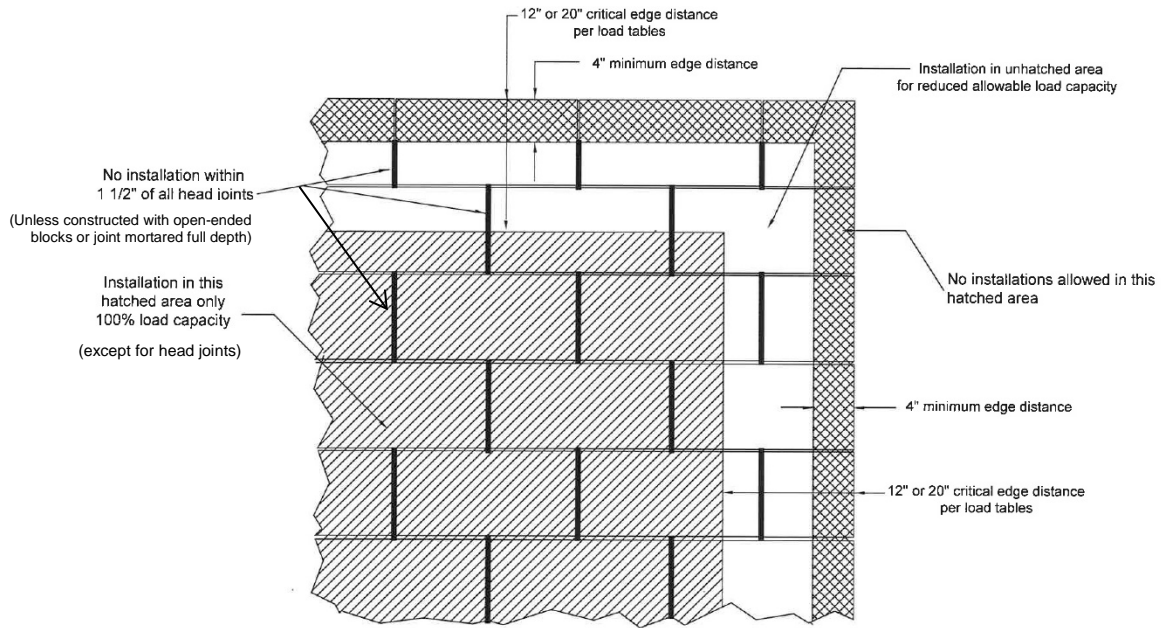 12" or 20" critical edge distance
per load tables
4" minimum edge distance
Installation in unhatched area
for reduced allowable load capacity
No installation within
1 1/2" of all head joints
(Unless constructed with open-ended
blocks or joint mortared full depth)
Installation in this
hatched area only
100% load capacity
(except for head joints)
No installations allowed in this
hatched area
4" minimum edge distance
12" or 20" critical edge distance
per load tables